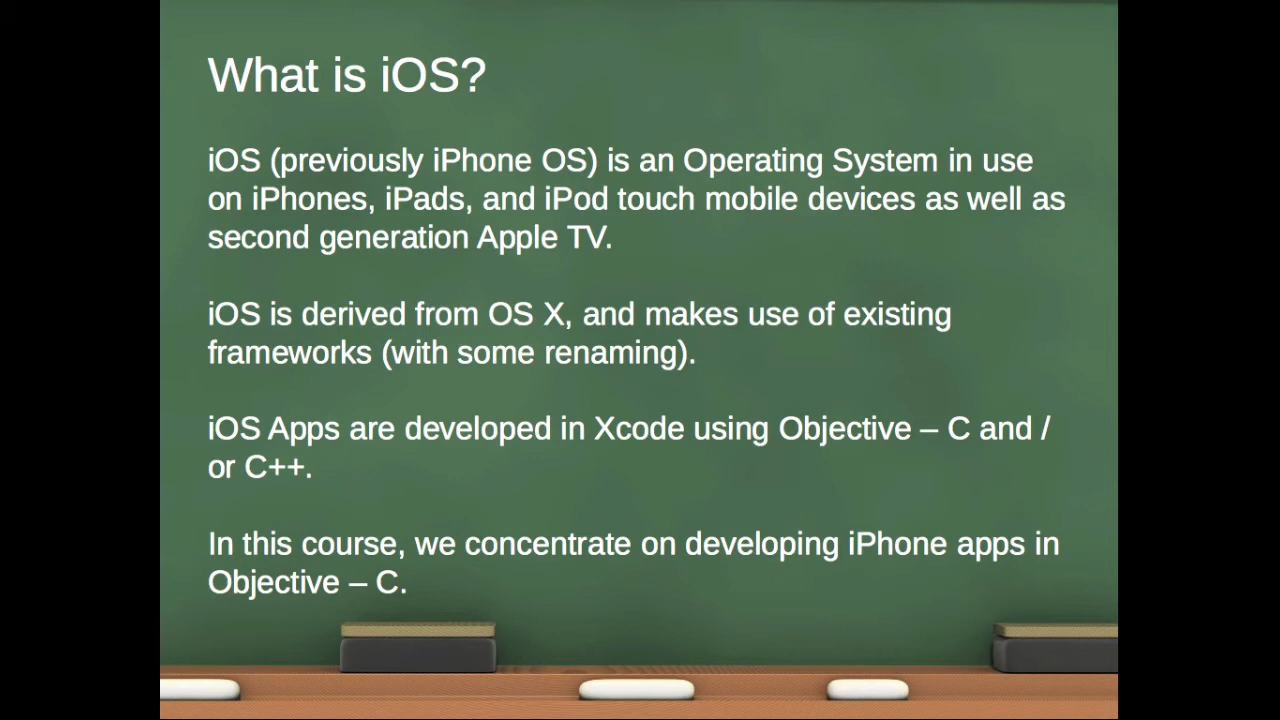 What is iOS?
iOS (previously iPhone OS) is an Operating System in use
on iPhones, iPads, and iPod touch mobile devices as well as
second generation Apple TV.
iOS is derived from OS X, and makes use of existing
frameworks (with some renaming).
iOS Apps are developed in Xcode using Objective – C and /
or C++.
In this course, we concentrate on developing iPhone apps in
Objective – C.